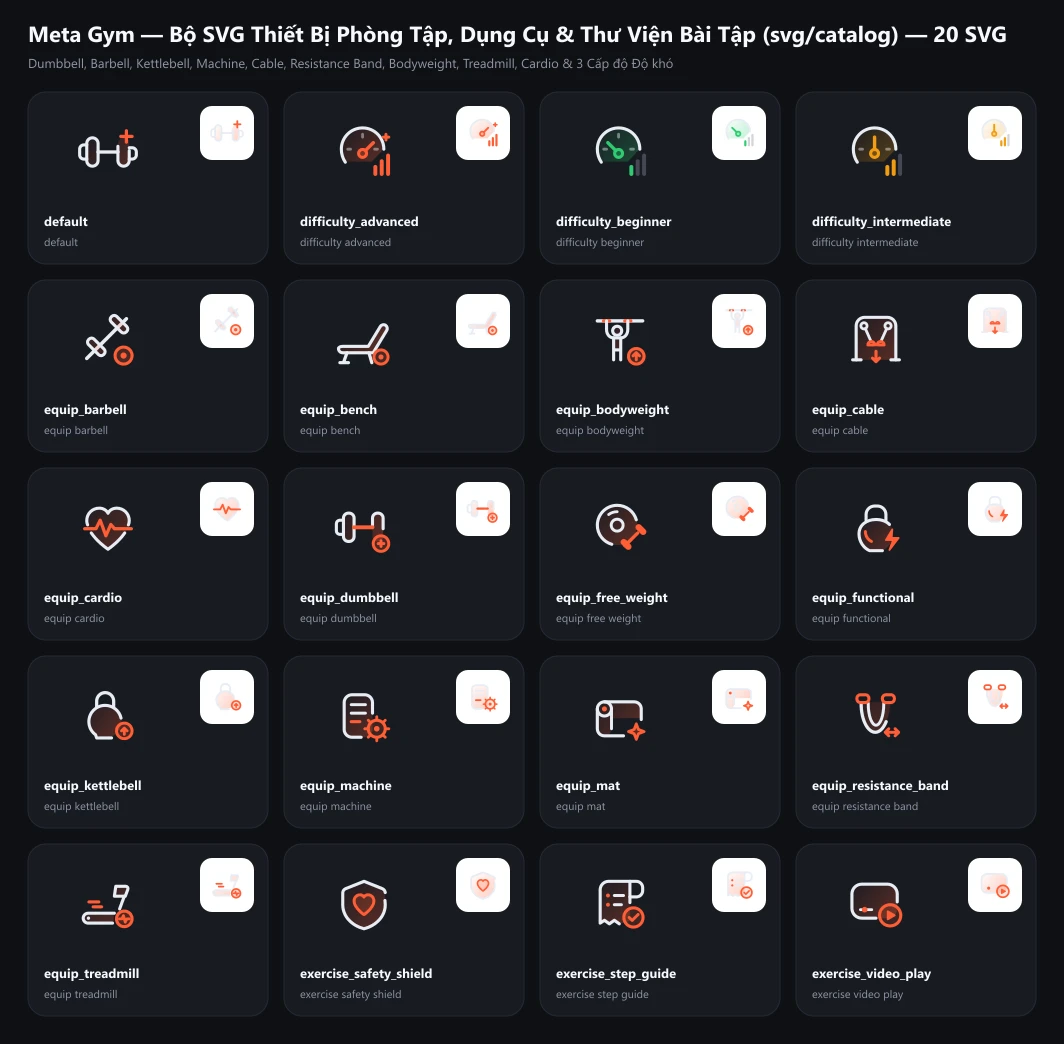 Meta Gym — Bộ SVG Thiết Bị Phòng Tập, Dụng Cụ & Thư Viện Bài Tập (svg/catalog) — 20 SVG
Dumbbell, Barbell, Kettlebell, Machine, Cable, Resistance Band, Bodyweight, Treadmill, Cardio & 3 Cấp độ Độ khó
default
default
difficulty_advanced
difficulty advanced
difficulty_beginner
difficulty beginner
difficulty_intermediate
difficulty intermediate
equip_barbell
equip barbell
equip_bench
equip bench
equip_bodyweight
equip bodyweight
equip_cable
equip cable
equip_cardio
equip cardio
equip_dumbbell
equip dumbbell
equip_free_weight
equip free weight
equip_functional
equip functional
equip_kettlebell
equip kettlebell
equip_machine
equip machine
equip_mat
equip mat
equip_resistance_band
equip resistance band
equip_treadmill
equip treadmill
exercise_safety_shield
exercise safety shield
exercise_step_guide
exercise step guide
exercise_video_play
exercise video play